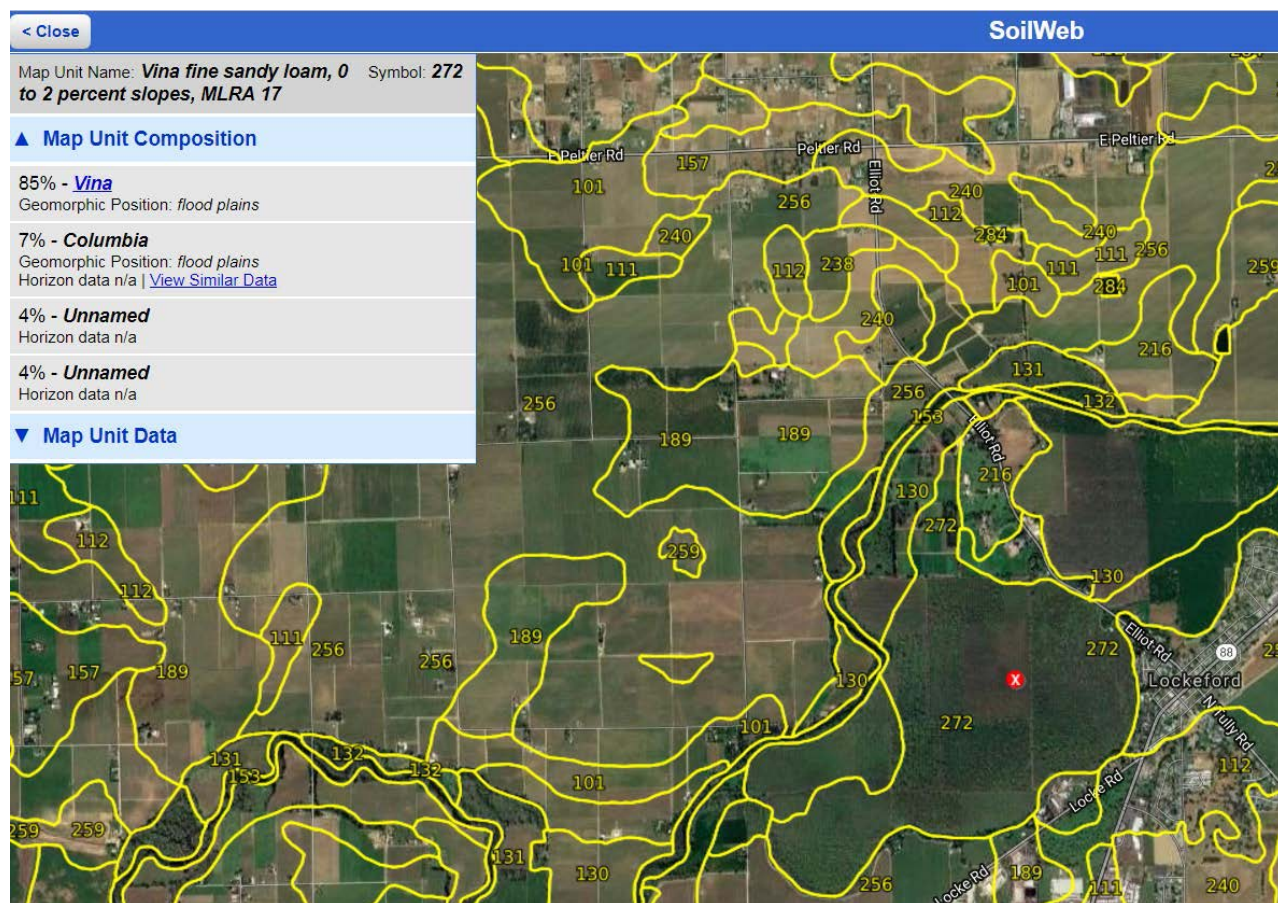 < Close
SoilWeb
Map Unit Name: Vina fine sandy loam, 0 Symbol: 272
to 2 percent slopes, MLRA 17
▲ Map Unit Composition
85% - Vina
Geomorphic Position: flood plains
7% - Columbia
Geomorphic Position: flood plains
Horizon data n/a | View Similar Data
4% - Unnamed
Horizon data n/a
4% - Unnamed
Horizon data n/a
▼ Map Unit Data
E Peltier Rd
Peltier Rd
E Peltier Rd
157
101
Elliot Rd
240
256
112
240
284
240
111
256
101
111
112
238
111
259
101
284
240
216
131
256
132
256
153
189
189
Elliot Rd
216
111
130
272
112
259
130
112
111
189
256
256
Elliot Rd
272
88
157
189
130
X
Lockeford
272
N Tully Rd
101
131
132
153
132
101
112
Locke Rd
259
259
131
130
256
Locke Rd
189
111
240